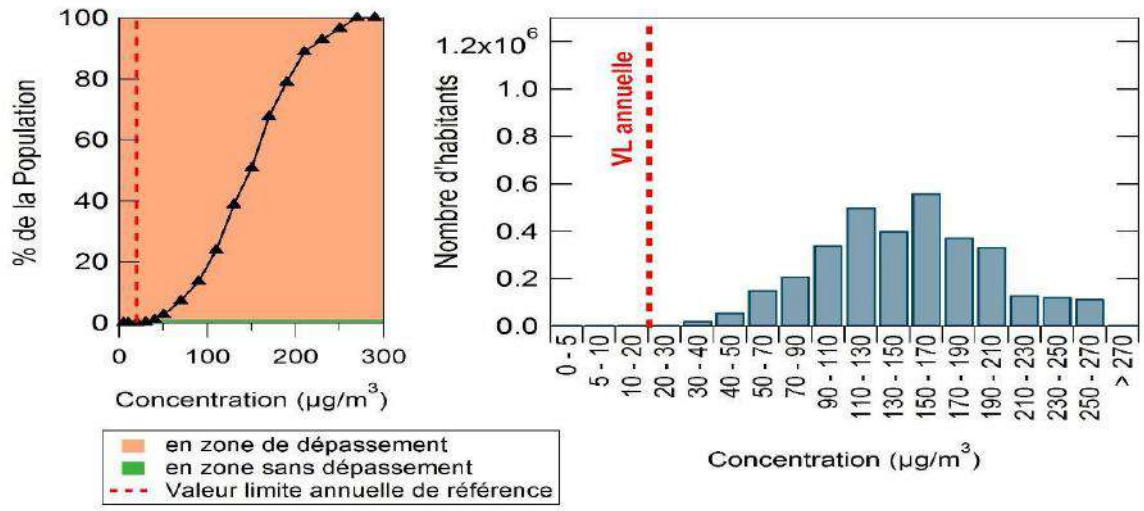 % de la Population
100
80
60
40
20
0
0
100
200
300
Concentration (µg/m³)
en zone de dépassement
en zone sans dépassement
Valeur limite annuelle de référence
Nombre d'habitants
1.2x10⁶
1.0
0.8
0.6
0.4
0.2
0.0
VL annuelle
0 - 5
5 - 10
10 - 20
20 - 30
30 - 40
40 - 50
50 - 70
70 - 90
90 - 110
110 - 130
130 - 150
150 - 170
170 - 190
190 - 210
210 - 230
230 - 250
250 - 270
> 270
Concentration (µg/m³)